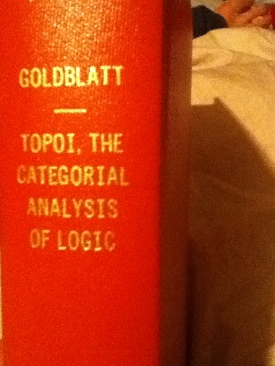 GOLDBLATT
—
TOPOI, THE
CATEGORIAL
ANALYSIS
OF LOGIC